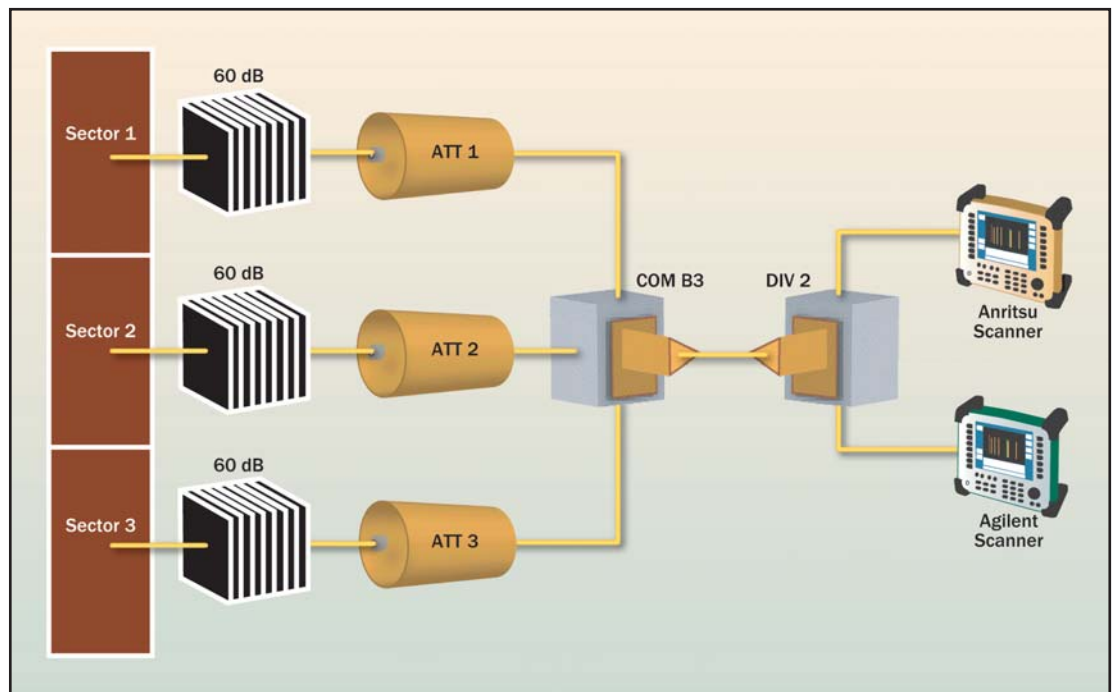 60 dB
Sector 1
ATT 1
60 dB
Sector 2
ATT 2
COM B3
DIV 2
Anritsu
Scanner
60 dB
Sector 3
ATT 3
Agilent
Scanner